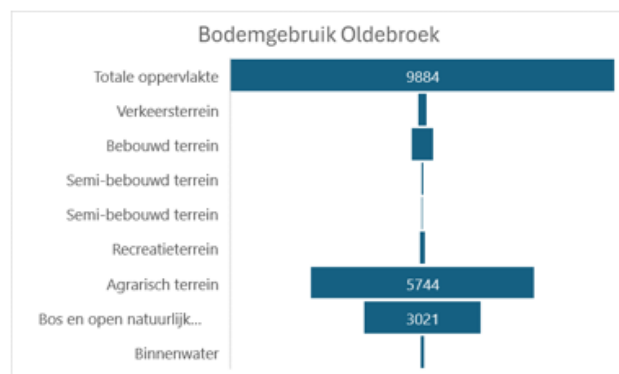 Bodemgebruik Oldebroek
Totale oppervlakte 9884
Verkeersterrein
Bebouwd terrein
Semi-bebouwd terrein
Semi-bebouwd terrein
Recreatieterrein
Agrarisch terrein 5744
Bos en open natuurlijk... 3021
Binnenwater